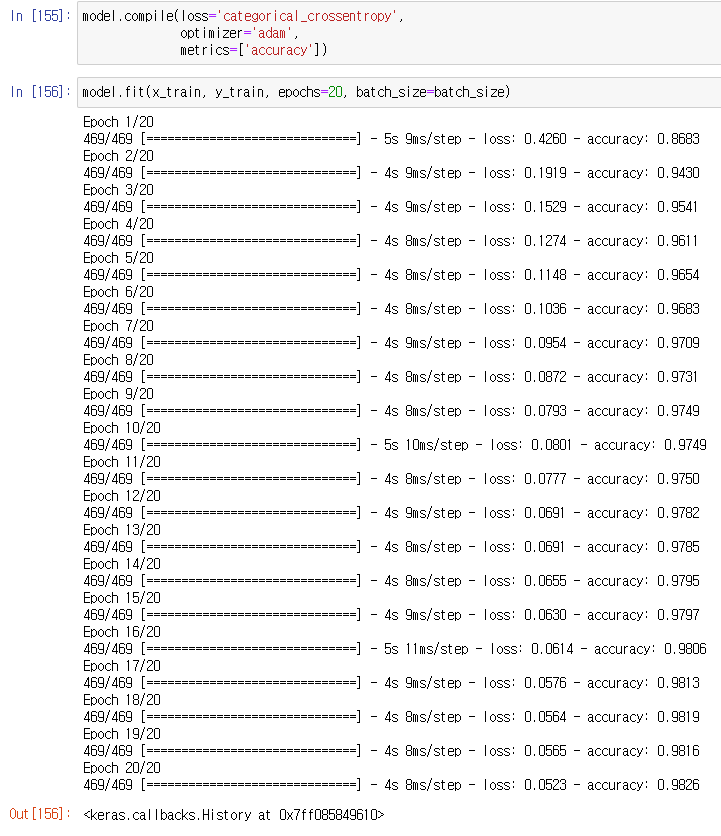 In [155]: model.compile(loss='categorical_crossentropy',
optimizer='adam',
metrics=['accuracy'])
In [156]: model.fit(x_train, y_train, epochs=20, batch_size=batch_size)
Epoch 1/20
469/469 [==============================] - 5s 9ms/step - loss: 0.4260 - accuracy: 0.8683
Epoch 2/20
469/469 [==============================] - 4s 9ms/step - loss: 0.1919 - accuracy: 0.9430
Epoch 3/20
469/469 [==============================] - 4s 9ms/step - loss: 0.1529 - accuracy: 0.9541
Epoch 4/20
469/469 [==============================] - 4s 8ms/step - loss: 0.1274 - accuracy: 0.9611
Epoch 5/20
469/469 [==============================] - 4s 8ms/step - loss: 0.1148 - accuracy: 0.9654
Epoch 6/20
469/469 [==============================] - 4s 8ms/step - loss: 0.1036 - accuracy: 0.9683
Epoch 7/20
469/469 [==============================] - 4s 9ms/step - loss: 0.0954 - accuracy: 0.9709
Epoch 8/20
469/469 [==============================] - 4s 8ms/step - loss: 0.0872 - accuracy: 0.9731
Epoch 9/20
469/469 [==============================] - 4s 8ms/step - loss: 0.0793 - accuracy: 0.9749
Epoch 10/20
469/469 [==============================] - 5s 10ms/step - loss: 0.0801 - accuracy: 0.9749
Epoch 11/20
469/469 [==============================] - 4s 8ms/step - loss: 0.0777 - accuracy: 0.9750
Epoch 12/20
469/469 [==============================] - 4s 9ms/step - loss: 0.0691 - accuracy: 0.9782
Epoch 13/20
469/469 [==============================] - 4s 8ms/step - loss: 0.0691 - accuracy: 0.9785
Epoch 14/20
469/469 [==============================] - 4s 8ms/step - loss: 0.0655 - accuracy: 0.9795
Epoch 15/20
469/469 [==============================] - 4s 9ms/step - loss: 0.0630 - accuracy: 0.9797
Epoch 16/20
469/469 [==============================] - 5s 11ms/step - loss: 0.0614 - accuracy: 0.9806
Epoch 17/20
469/469 [==============================] - 4s 9ms/step - loss: 0.0576 - accuracy: 0.9813
Epoch 18/20
469/469 [==============================] - 4s 8ms/step - loss: 0.0564 - accuracy: 0.9819
Epoch 19/20
469/469 [==============================] - 4s 8ms/step - loss: 0.0565 - accuracy: 0.9816
Epoch 20/20
469/469 [==============================] - 4s 8ms/step - loss: 0.0523 - accuracy: 0.9826
Out[156]: <keras.callbacks.History at 0x7ff085849610>